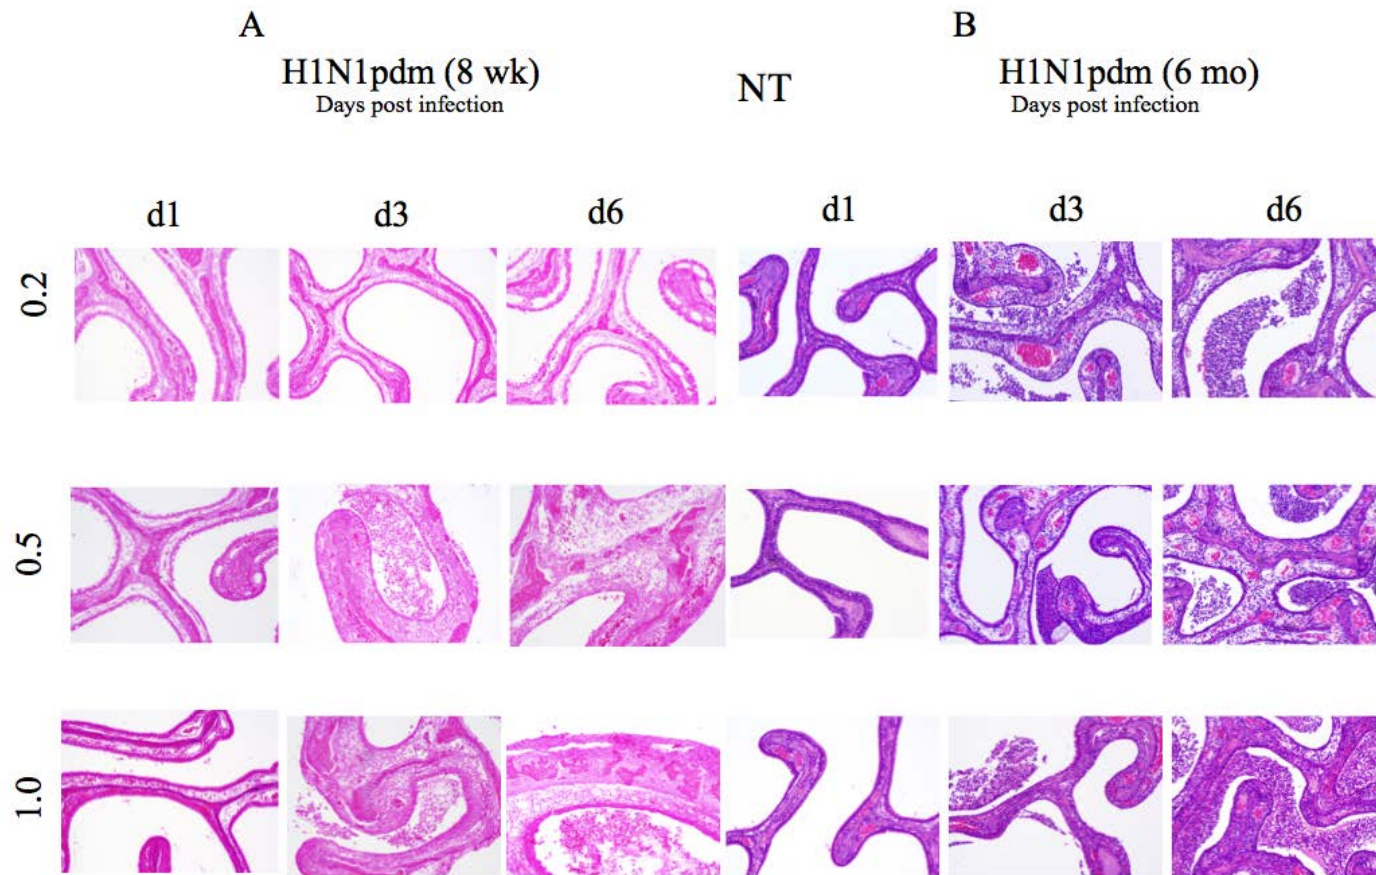 A
B
H1N1pdm (8 wk)
Days post infection
NT
H1N1pdm (6 mo)
Days post infection
d1
d3
d6
d1
d3
d6
0.2
0.5
1.0